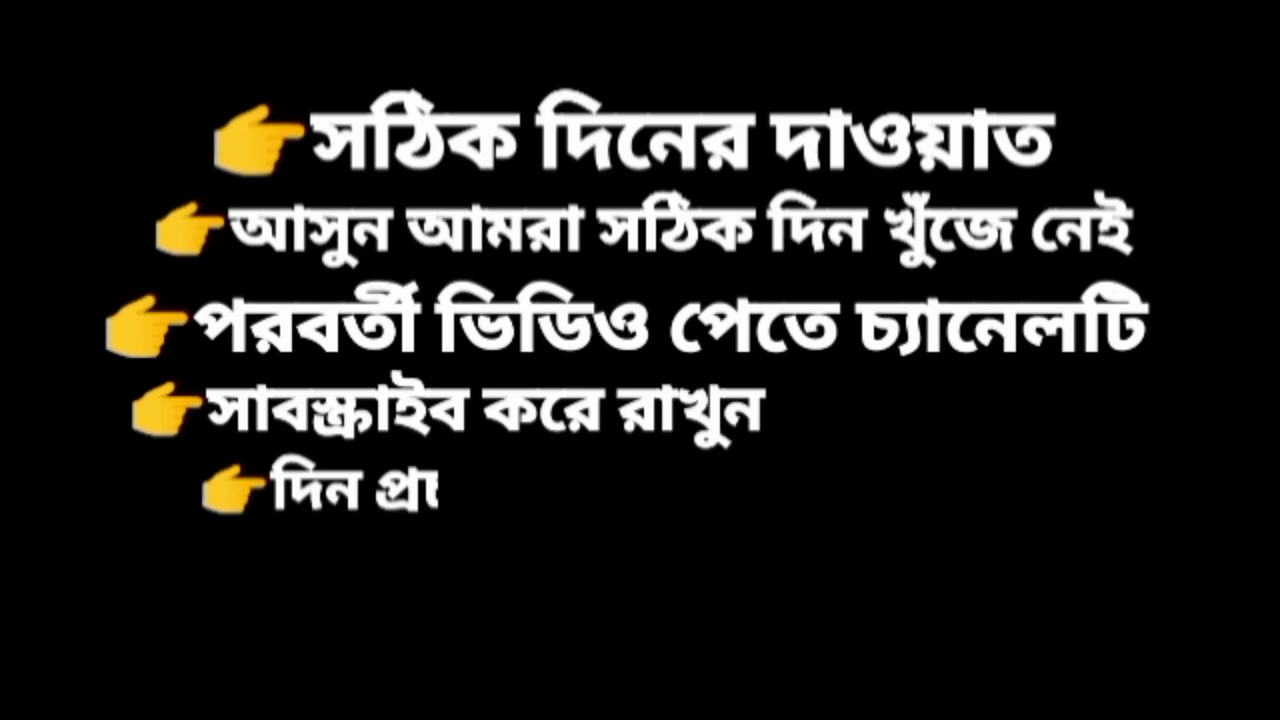 👉সঠিক দিনের দাওয়াত
👉আসুন আমরা সঠিক দিন খুঁজে নেই
👉পরবর্তী ভিডিও পেতে চ্যানেলটি
👉সাবস্ক্রাইব করে রাখুন
👉দিন